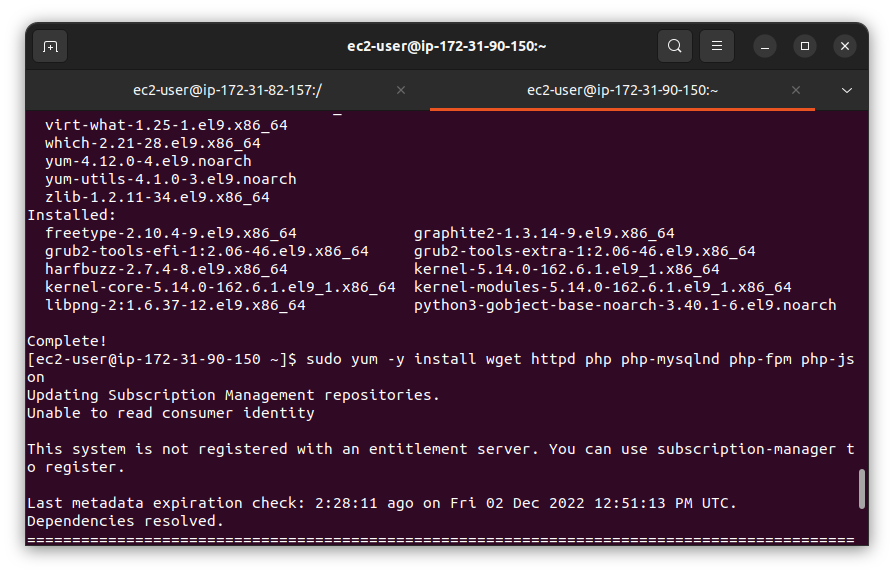 ec2-user@ip-172-31-90-150:~
ec2-user@ip-172-31-82-157:/
ec2-user@ip-172-31-90-150:~
virt-what-1.25-1.el9.x86_64
which-2.21-28.el9.x86_64
yum-4.12.0-4.el9.noarch
yum-utils-4.1.0-3.el9.noarch
zlib-1.2.11-34.el9.x86_64
Installed:
freetype-2.10.4-9.el9.x86_64 graphite2-1.3.14-9.el9.x86_64
grub2-tools-efi-1:2.06-46.el9.x86_64 grub2-tools-extra-1:2.06-46.el9.x86_64
harfbuzz-2.7.4-8.el9.x86_64 kernel-5.14.0-162.6.1.el9_1.x86_64
kernel-core-5.14.0-162.6.1.el9_1.x86_64 kernel-modules-5.14.0-162.6.1.el9_1.x86_64
libpng-2:1.6.37-12.el9.x86_64 python3-gobject-base-noarch-3.40.1-6.el9.noarch
Complete!
[ec2-user@ip-172-31-90-150 ~]$ sudo yum -y install wget httpd php php-mysqlnd php-fpm php-js
on
Updating Subscription Management repositories.
Unable to read consumer identity
This system is not registered with an entitlement server. You can use subscription-manager t
o register.
Last metadata expiration check: 2:28:11 ago on Fri 02 Dec 2022 12:51:13 PM UTC.
Dependencies resolved.
============================================================================================